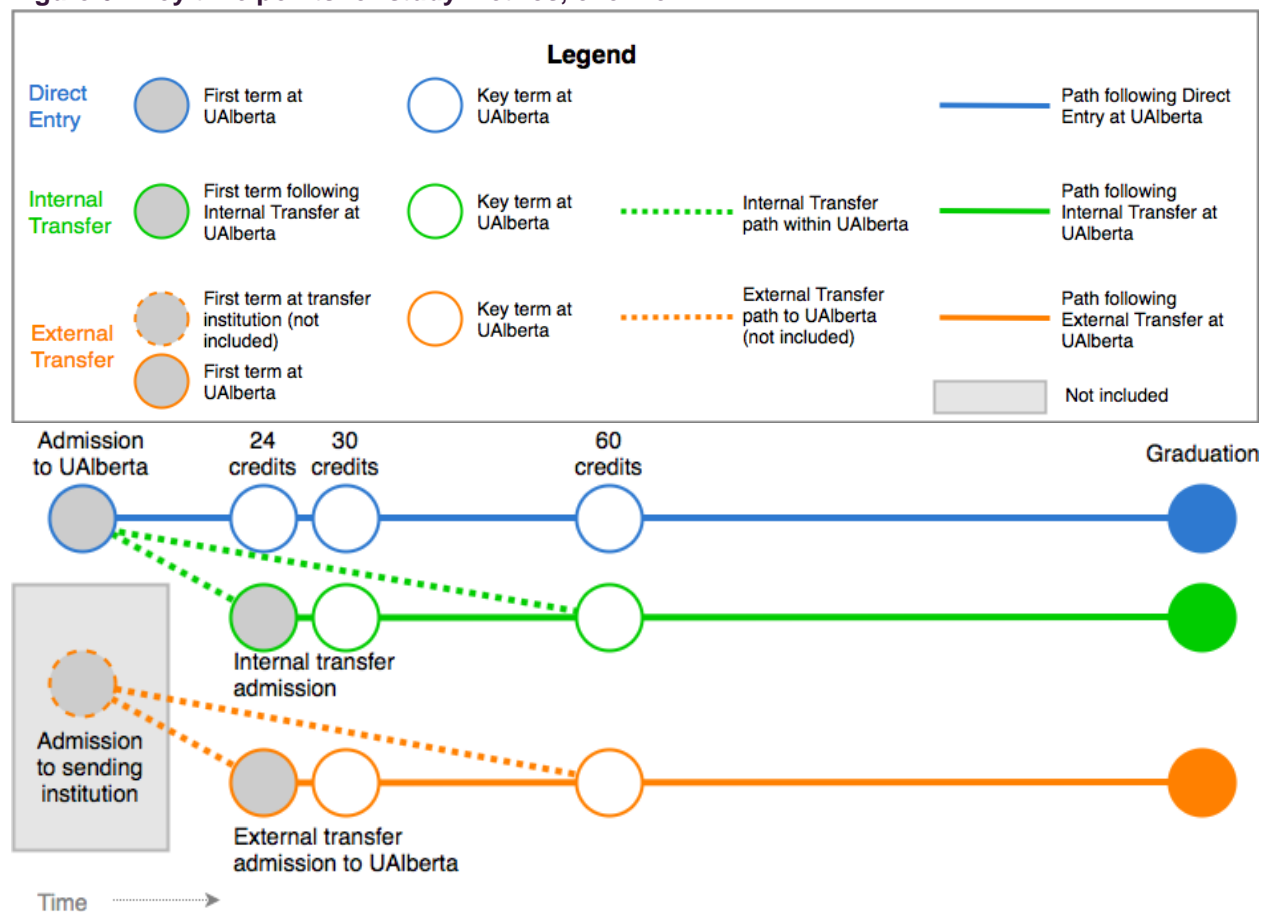 Legend
Direct
Entry
First term at
UAlberta
Key term at
UAlberta
Path following Direct
Entry at UAlberta
Internal
Transfer
First term following
Internal Transfer at
UAlberta
Key term at
UAlberta
Internal Transfer
path within UAlberta
Path following
Internal Transfer at
UAlberta
External
Transfer
First term at transfer
institution (not
included)
First term at
UAlberta
Key term at
UAlberta
External Transfer
path to UAlberta
(not included)
Path following
External Transfer at
UAlberta
Not included
Admission
to UAlberta
24
credits
30
credits
60
credits
Graduation
Internal transfer
admission
Admission
to sending
institution
External transfer
admission to UAlberta
Time